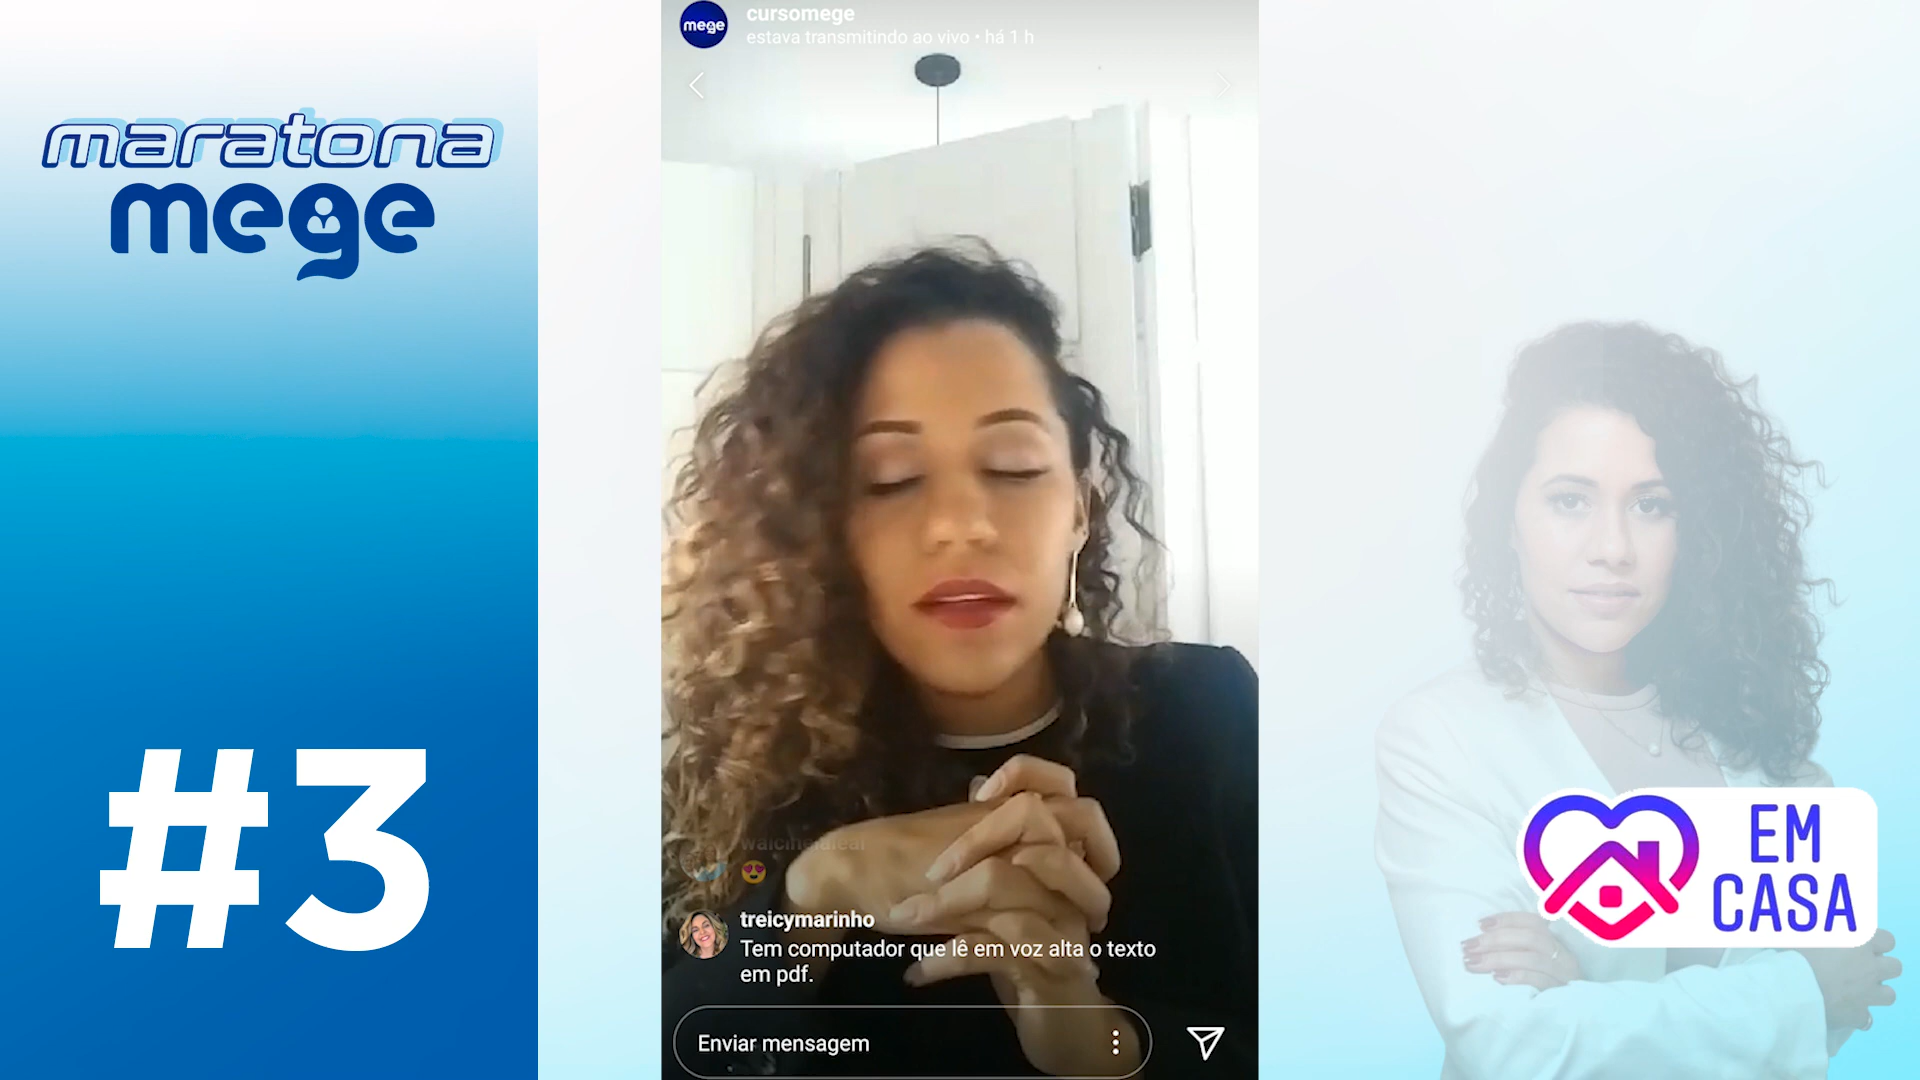 maratona
mege
#3
mege
cursomege
estava transmitindo ao vivo • há 1 h
treicymarinho
Tem computador que lê em voz alta o texto
em pdf.
Enviar mensagem
EM
CASA